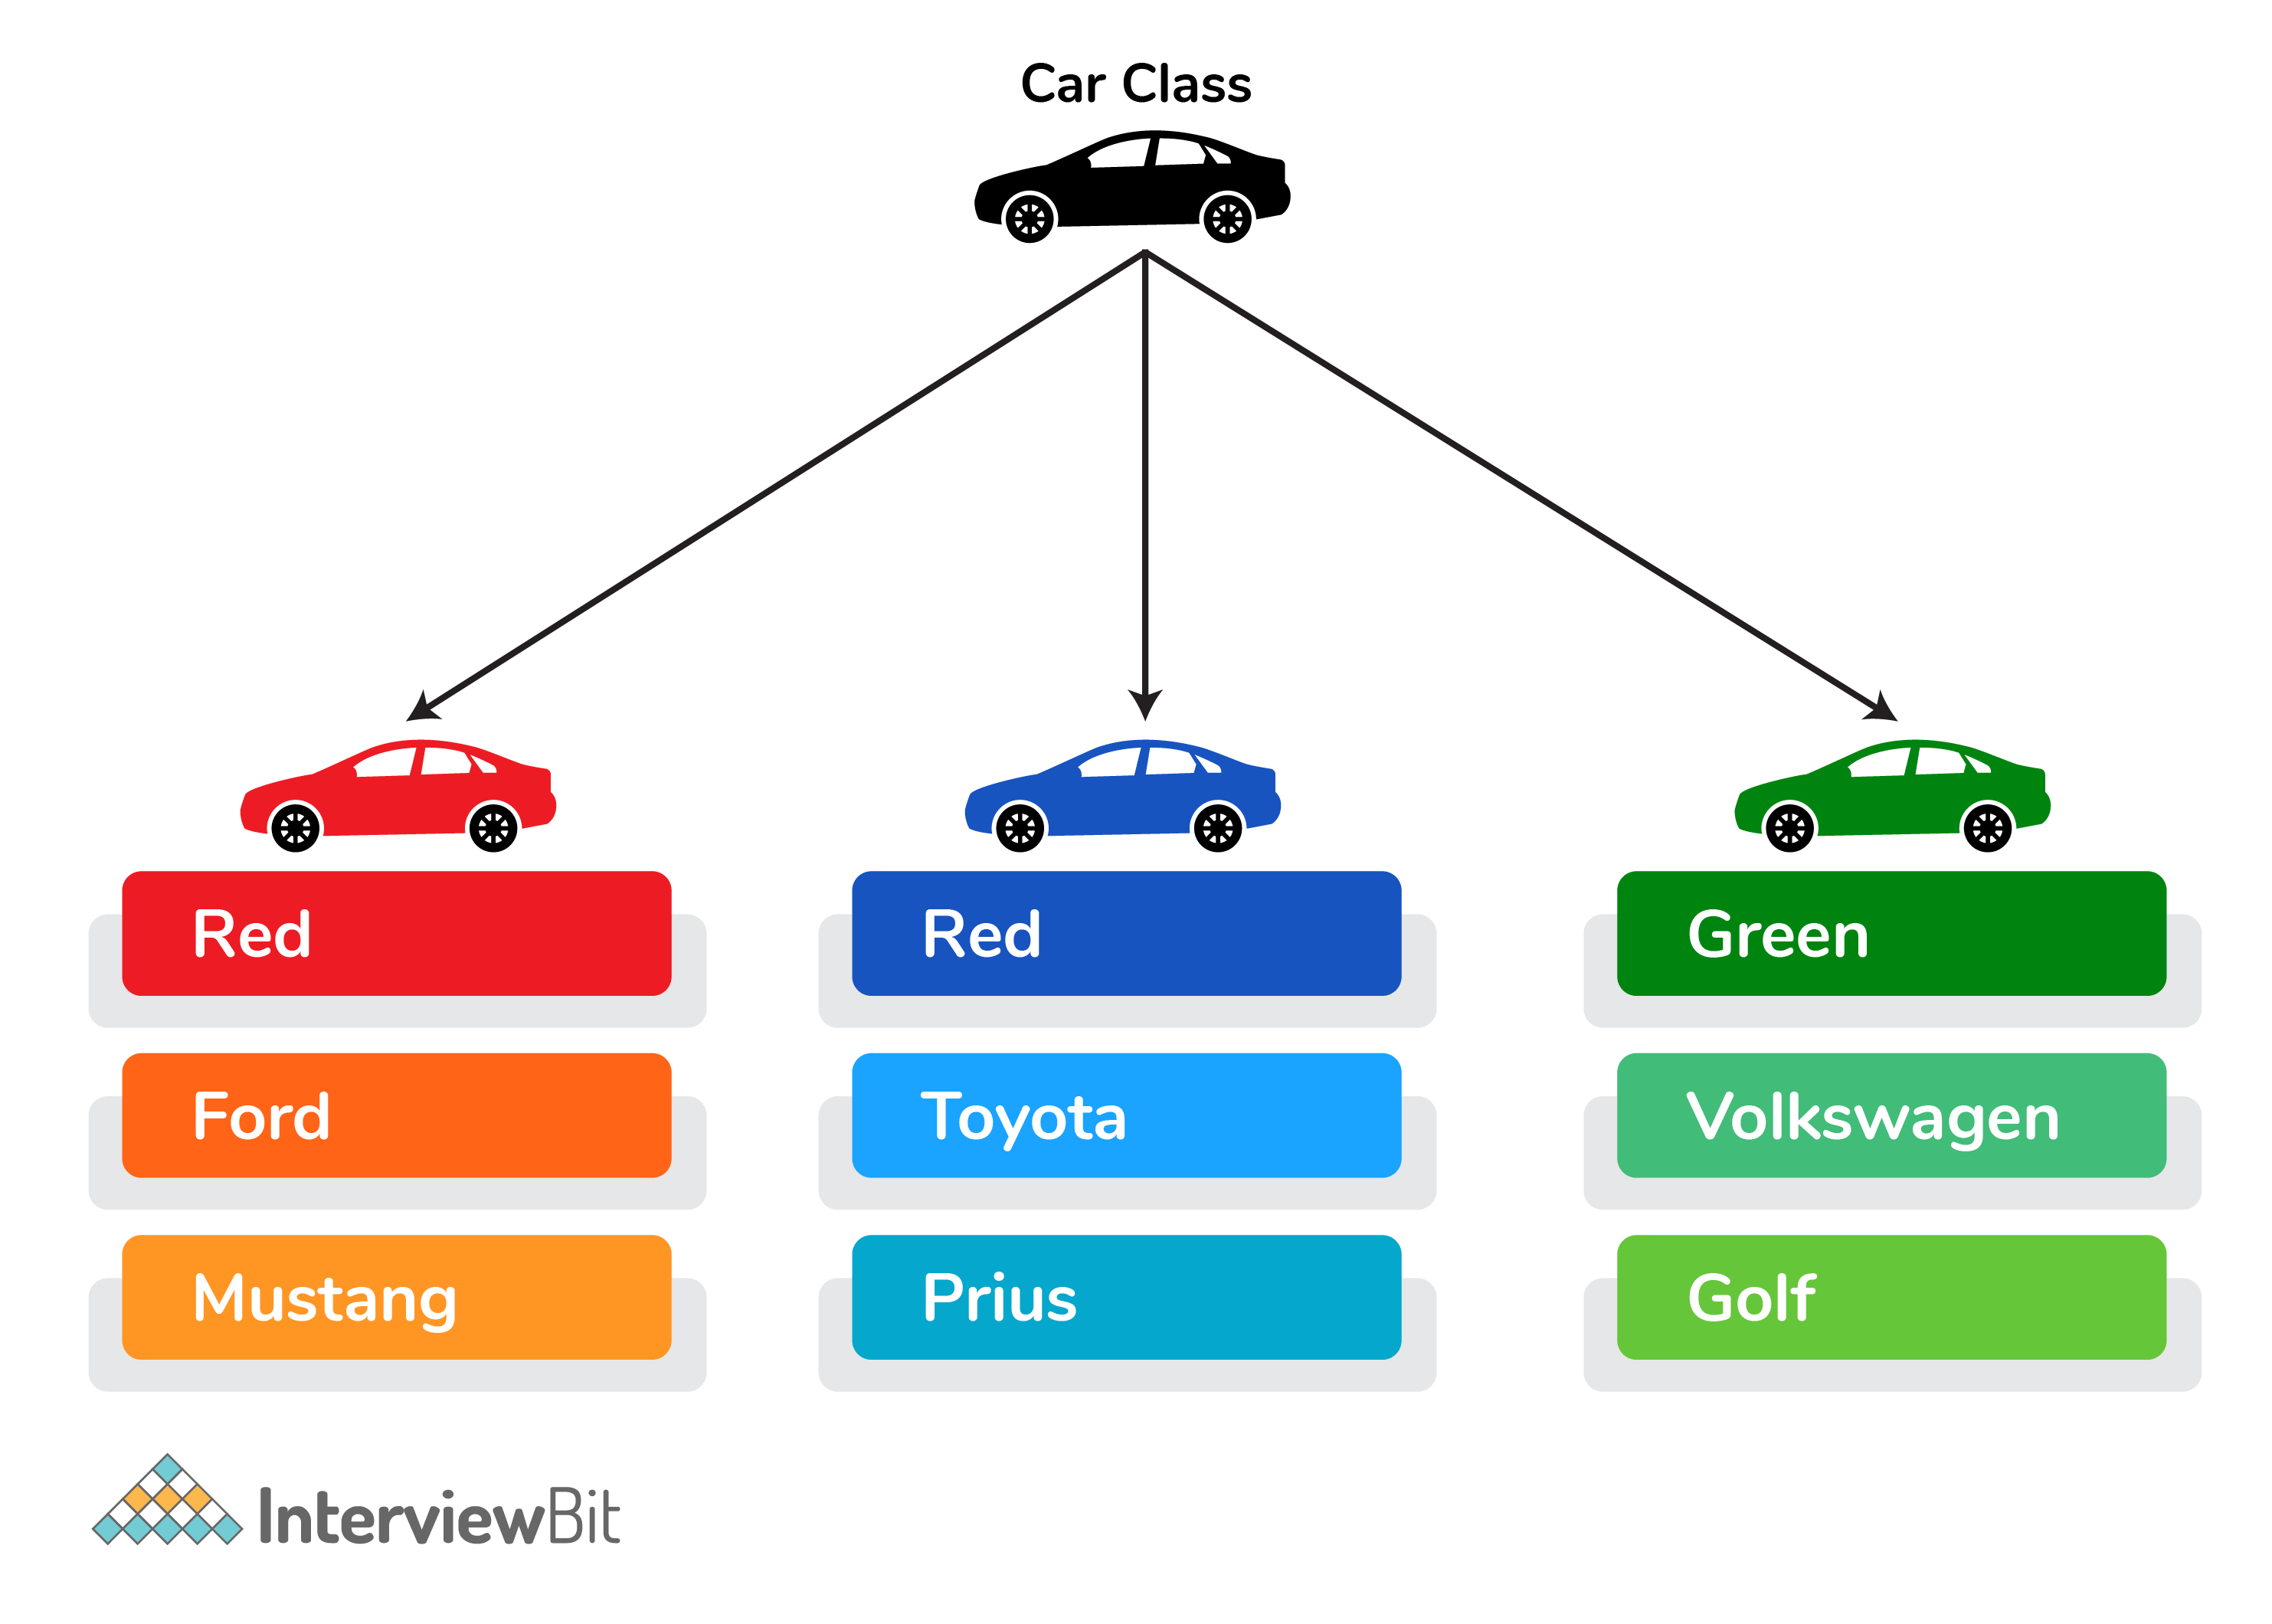 Car Class
Red
Ford
Mustang
Red
Toyota
Prius
Green
Volkswagen
Golf
InterviewBit